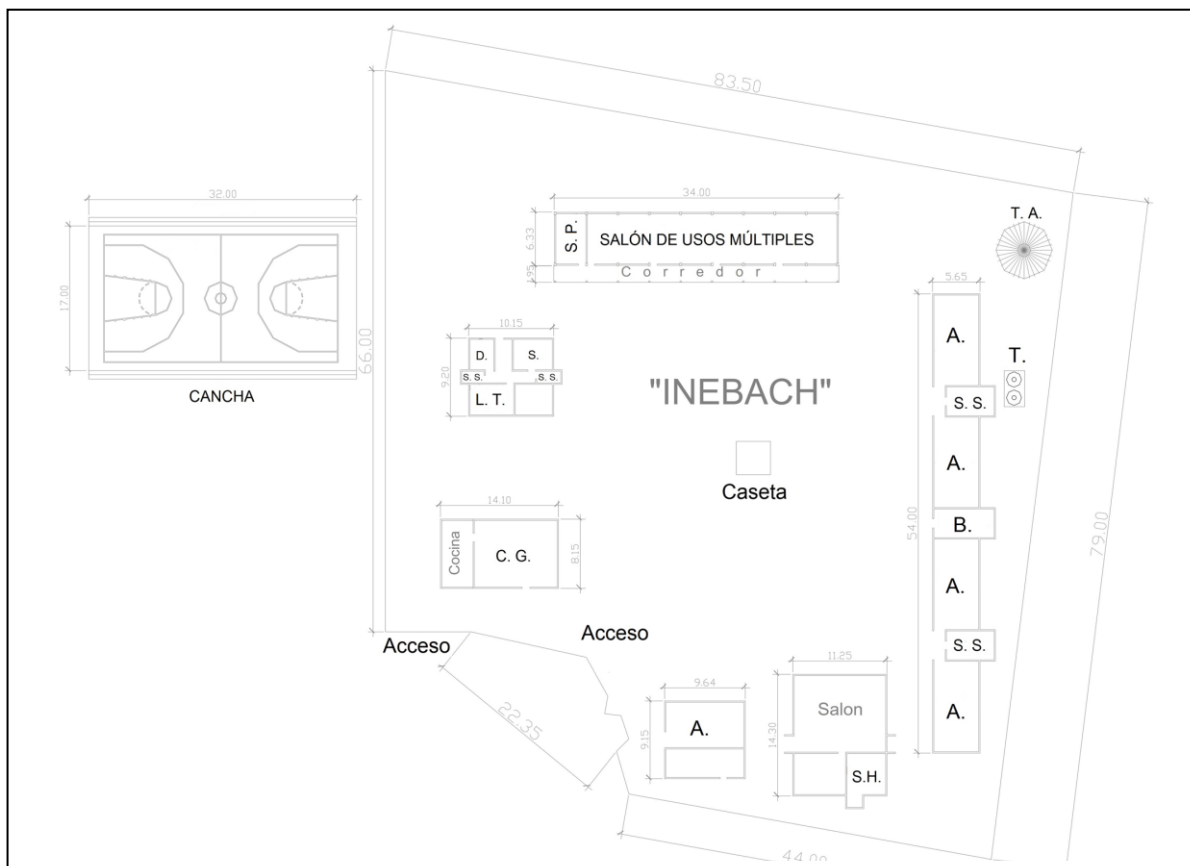 83.50
32.00
34.00
T. A.
S. P.
SALÓN DE USOS MÚLTIPLES
6.33
Corredor
1.95
5.65
17.00
66.00
CANCHA
10.15
D.
S.
9.20
S. S.
S. S.
L. T.
"INEBACH"
A.
T.
S. S.
Caseta
A.
54.00
79.00
B.
14.10
Cocina
C. G.
8.15
A.
Acceso
Acceso
S. S.
11.25
9.64
22.35
Salon
A.
A.
9.15
14.30
S.H.
44.00